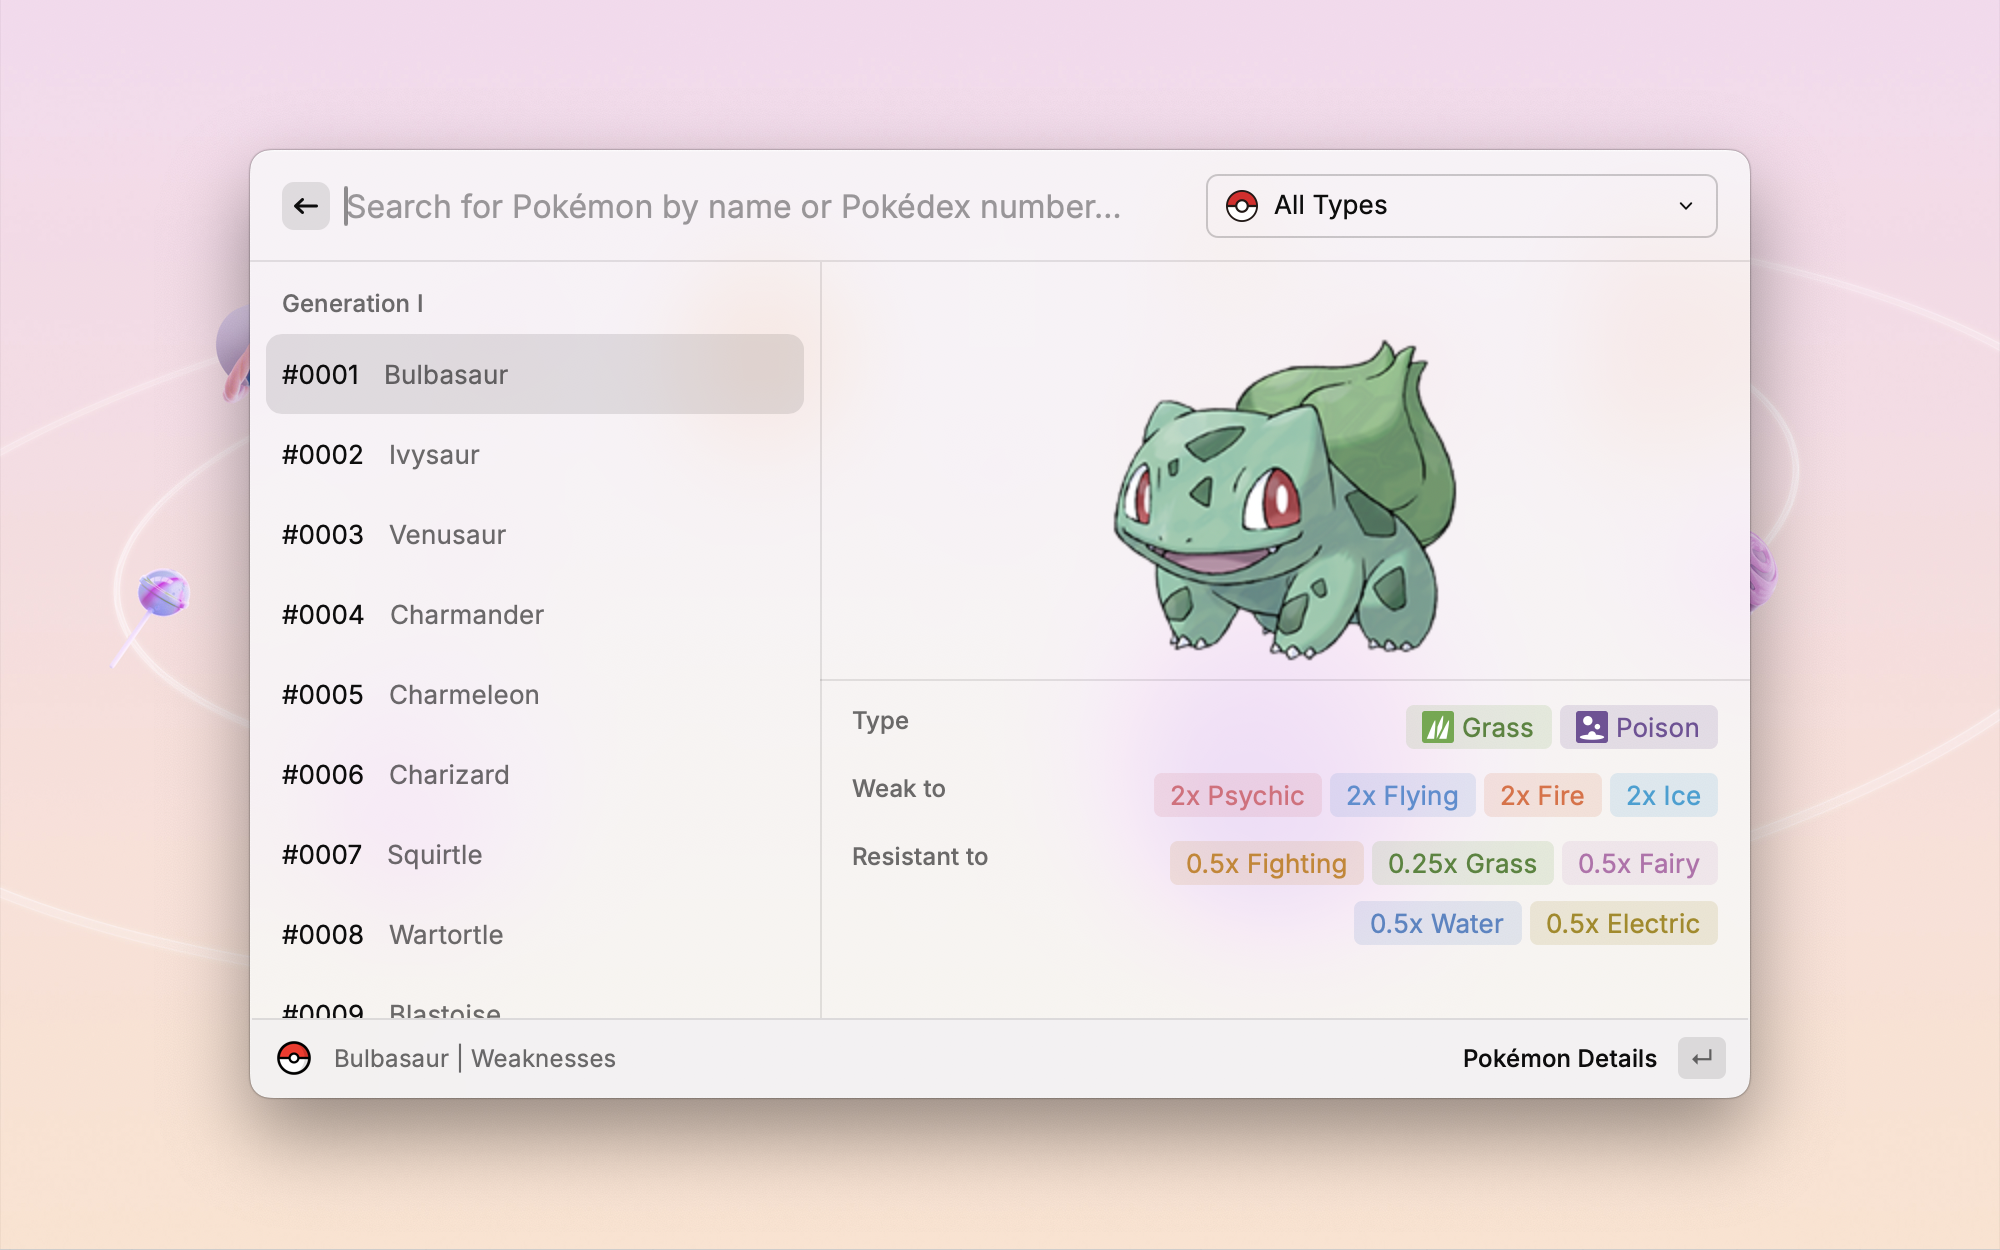 Search for Pokémon by name or Pokédex number...
All Types
Generation I
#0001 Bulbasaur
#0002 Ivysaur
#0003 Venusaur
#0004 Charmander
#0005 Charmeleon
#0006 Charizard
#0007 Squirtle
#0008 Wartortle
#0009 Blastoise
Type Grass Poison
Weak to 2x Psychic 2x Flying 2x Fire 2x Ice
Resistant to 0.5x Fighting 0.25x Grass 0.5x Fairy
0.5x Water 0.5x Electric
Bulbasaur | Weaknesses
Pokémon Details